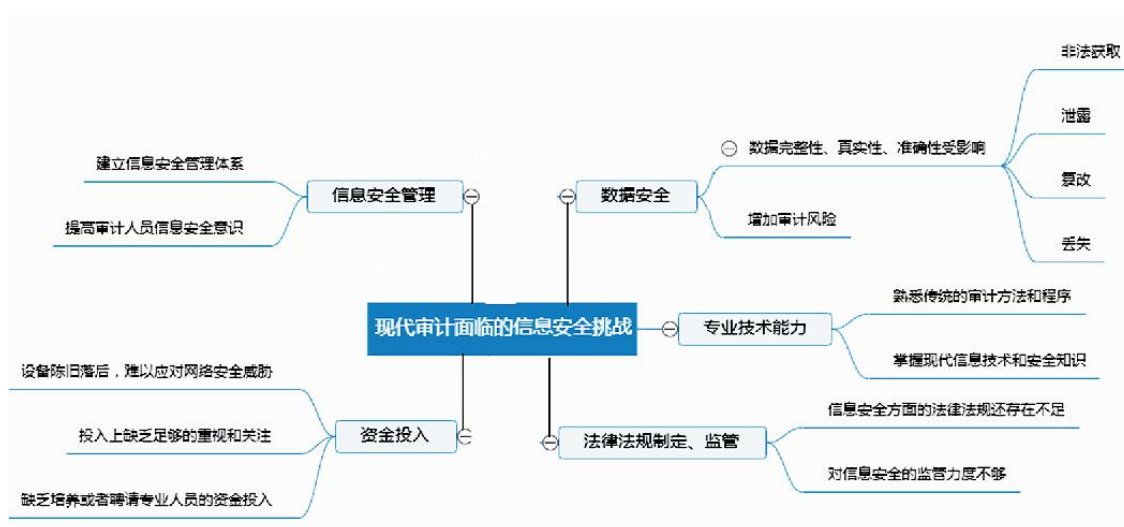 现代审计面临的信息安全挑战
信息安全管理
建立信息安全管理体系
提高审计人员信息安全意识
数据安全
数据完整性、真实性、准确性受影响
非法获取
泄露
篡改
丢失
增加审计风险
专业技术能力
熟悉传统的审计方法和程序
掌握现代信息技术和安全知识
法律法规制定、监管
信息安全方面的法律法规还存在不足
对信息安全的监管力度不够
资金投入
设备陈旧落后，难以应对网络安全威胁
投入上缺乏足够的重视和关注
缺乏培养或者聘请专业人员的资金投入